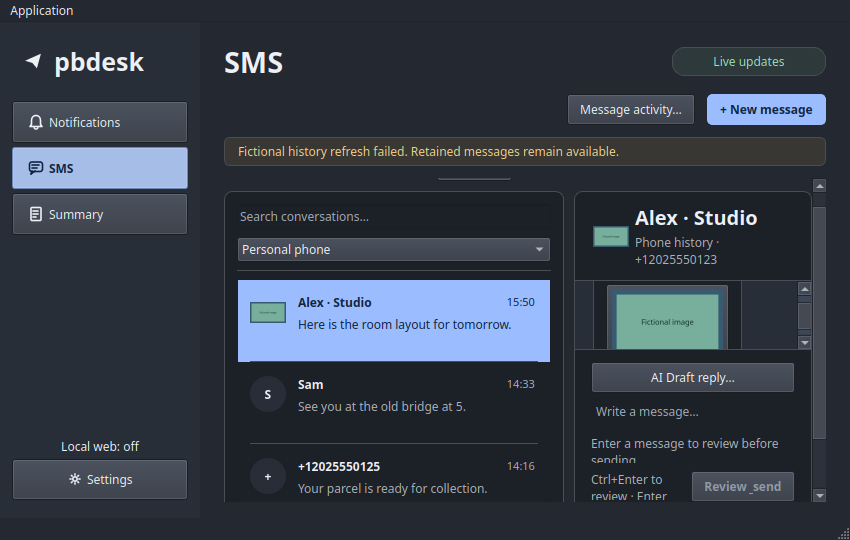 Application
pbdesk
Notifications
SMS
Summary
Local web: off
Settings
SMS
Live updates
Message activity...
+ New message
Fictional history refresh failed. Retained messages remain available.
Search conversations...
Personal phone
Alex · Studio
15:50
Here is the room layout for tomorrow.
S
Sam
14:33
See you at the old bridge at 5.
+
+12025550125
14:16
Your parcel is ready for collection.
Alex · Studio
Phone history ·
+12025550123
Fictional image
AI Draft reply...
Write a message...
Enter a message to review before
sending
Ctrl+Enter to
review · Enter
Review_send